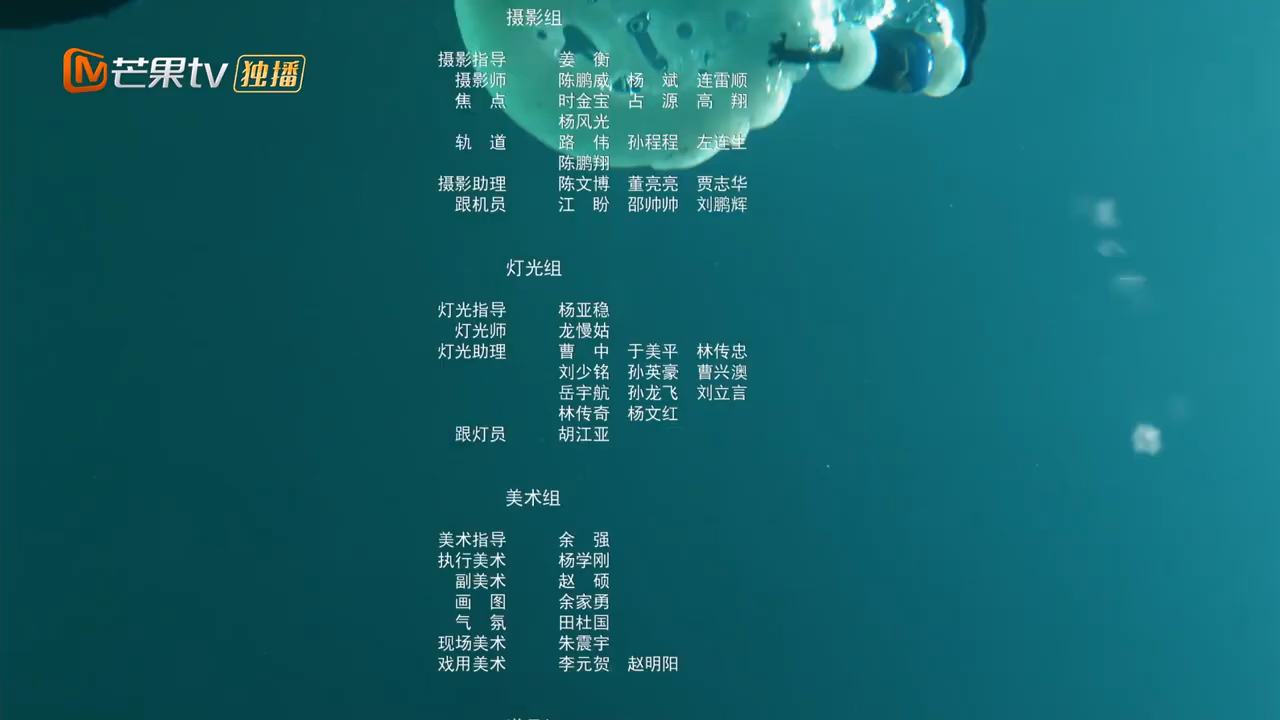 芒果tv 独播
摄影组
摄影指导 姜 衡
摄影师 陈鹏威 杨 斌 连雷顺
焦 点 时金宝 占 源 高 翔
杨风光
轨 道 路 伟 孙程程 左连生
陈鹏翔
摄影助理 陈文博 董亮亮 贾志华
跟机员 江 盼 邵帅帅 刘鹏辉
灯光组
灯光指导 杨亚稳
灯光师 龙慢姑
灯光助理 曹 中 于美平 林传忠
刘少铭 孙英豪 曹兴澳
岳宇航 孙龙飞 刘立言
林传奇 杨文红
跟灯员 胡江亚
美术组
美术指导 余 强
执行美术 杨学刚
副美术 赵 硕
画 图 余家勇
气 氛 田杜国
现场美术 朱震宇
戏用美术 李元贺 赵明阳